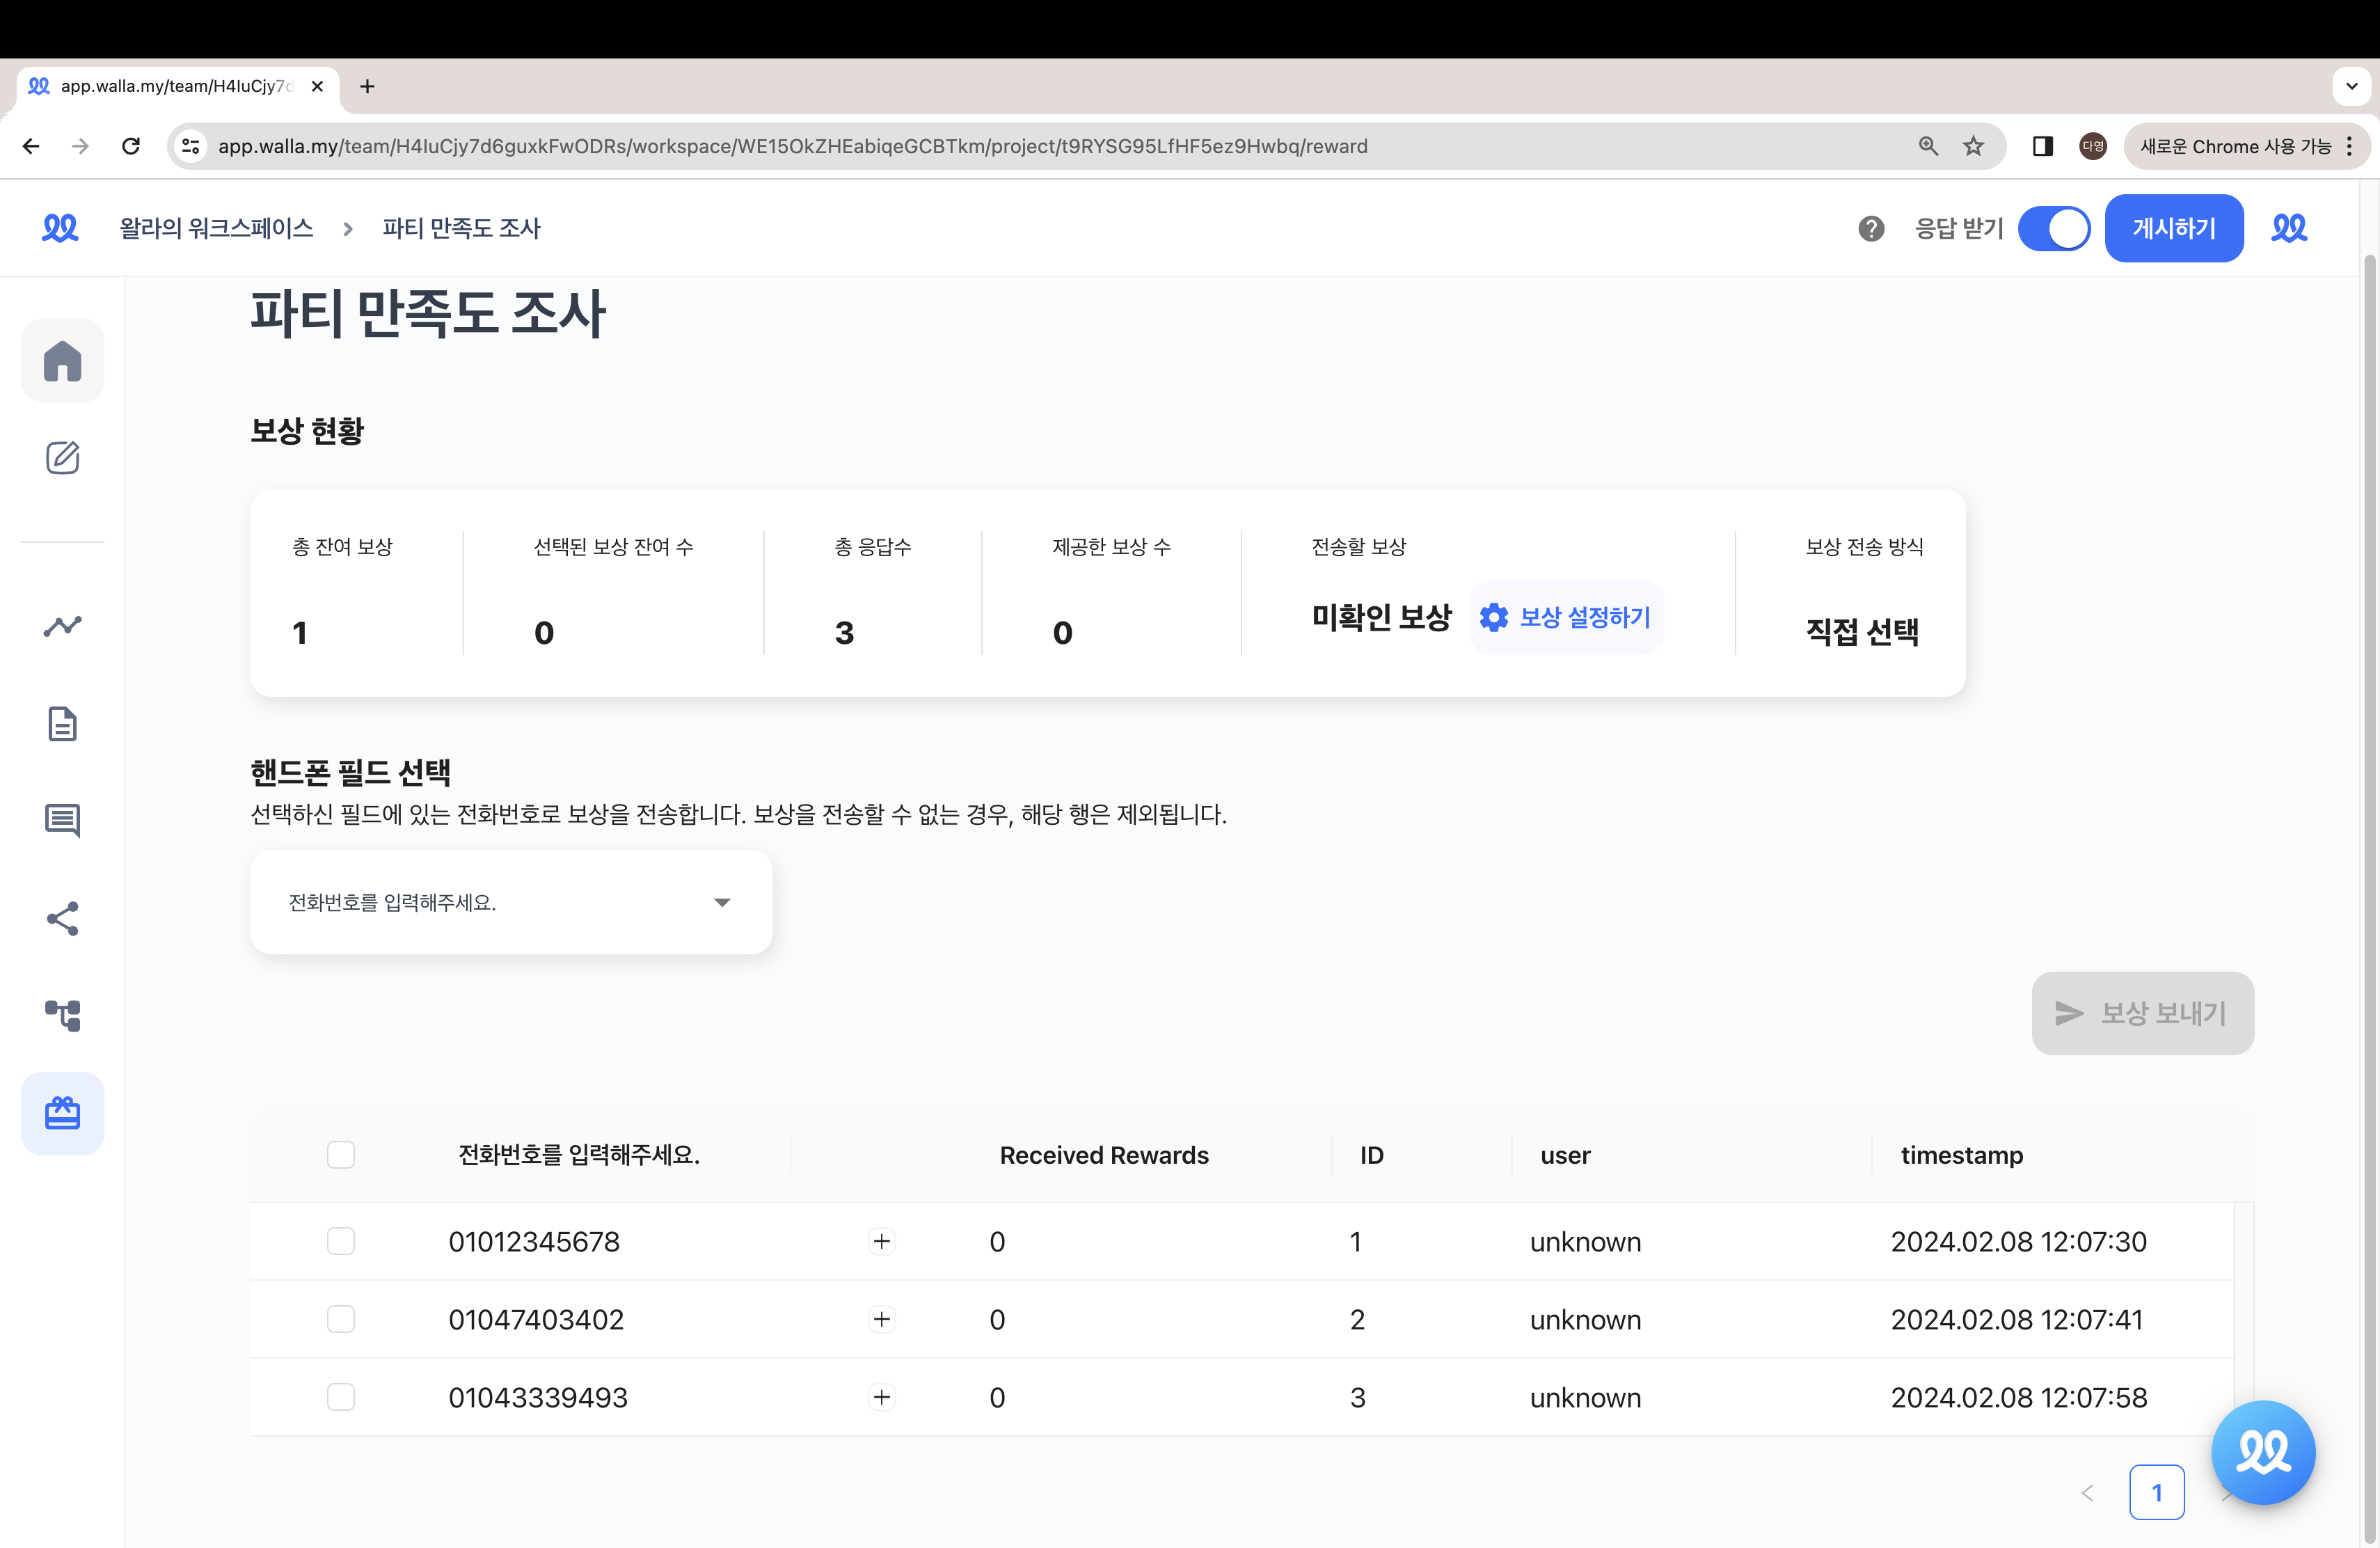 app.walla.my/team/H4IuCjy7d
app.walla.my/team/H4IuCjy7d6guxkFwODRs/workspace/WE15OkZHEabiqeGCBTkm/project/t9RYSG95LfHF5ez9Hwbq/reward
다영
새로운 Chrome 사용 가능
왈라의 워크스페이스 > 파티 만족도 조사
응답 받기
게시하기
파티 만족도 조사
보상 현황
총 잔여 보상 선택된 보상 잔여 수 총 응답수 제공한 보상 수 전송할 보상 보상 전송 방식
1 0 3 0 미확인 보상 보상 설정하기 직접 선택
핸드폰 필드 선택
선택하신 필드에 있는 전화번호로 보상을 전송합니다. 보상을 전송할 수 없는 경우, 해당 행은 제외됩니다.
전화번호를 입력해주세요.
보상 보내기
전화번호를 입력해주세요. Received Rewards ID user timestamp
01012345678 + 0 1 unknown 2024.02.08 12:07:30
01047403402 + 0 2 unknown 2024.02.08 12:07:41
01043339493 + 0 3 unknown 2024.02.08 12:07:58
< 1 >